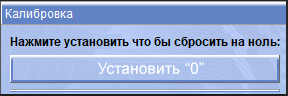 Калибровка
Нажмите установить что бы сбросить на ноль:
Установить “0”